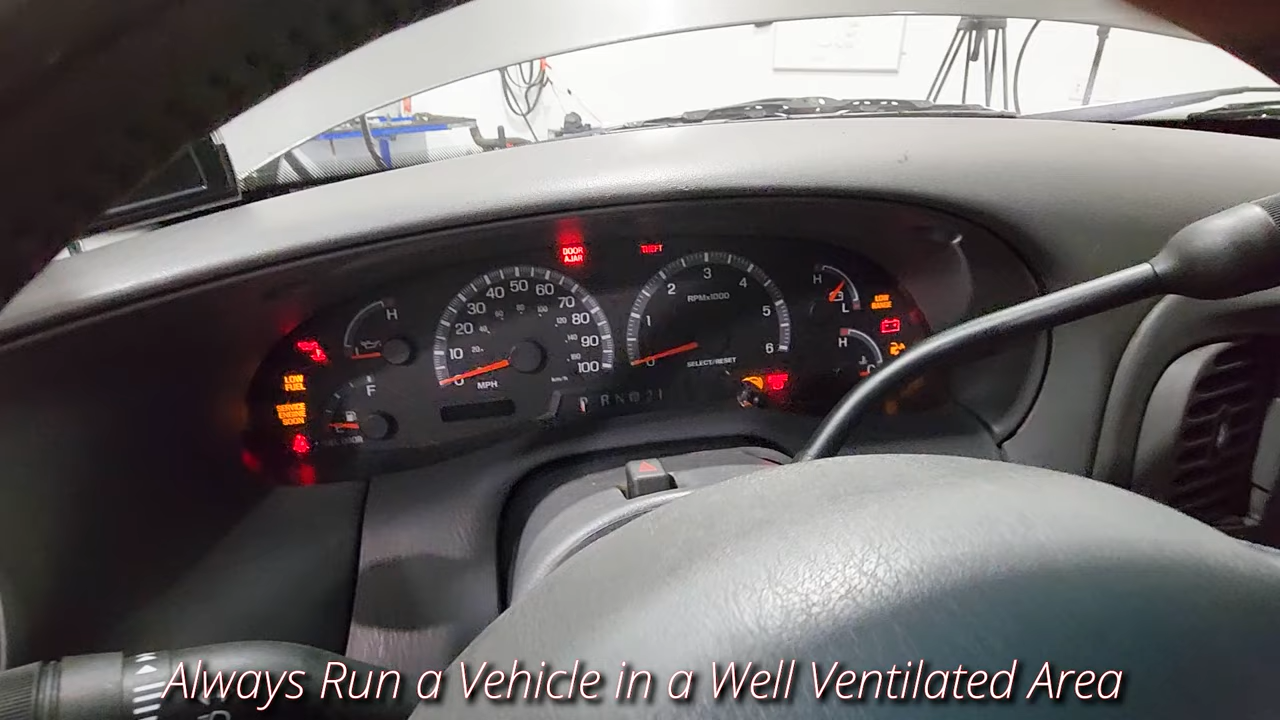 DOOR
AJAR
THEFT
H
LOW
FUEL
SERVICE
ENGINE
SOON
F
E
0
10
20
30
40
50
60
70
80
90
100
MPH
km/h
0
1
2
3
4
5
6
RPMx1000
SELECT/RESET
H
L
LOW
RANGE
H
C
Always Run a Vehicle in a Well Ventilated Area